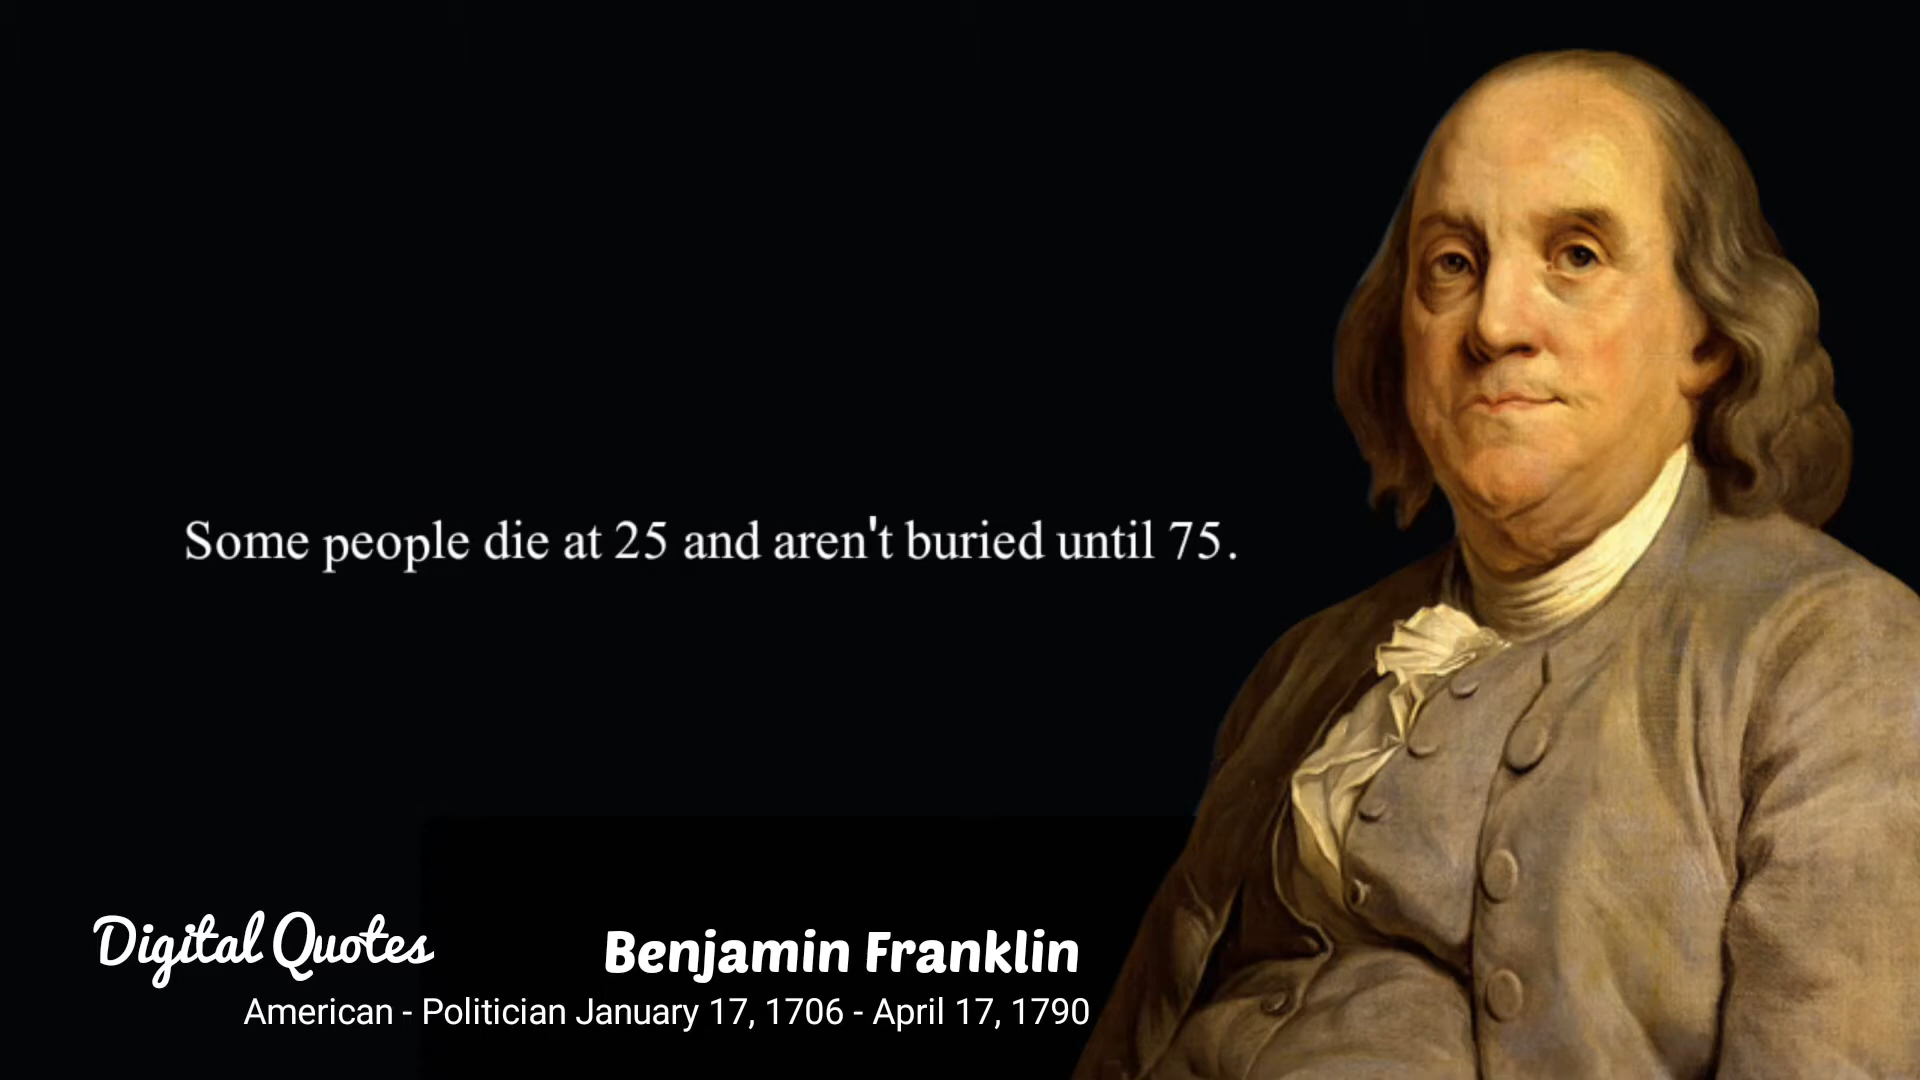 Some people die at 25 and aren't buried until 75.
Digital Quotes
Benjamin Franklin
American - Politician January 17, 1706 - April 17, 1790